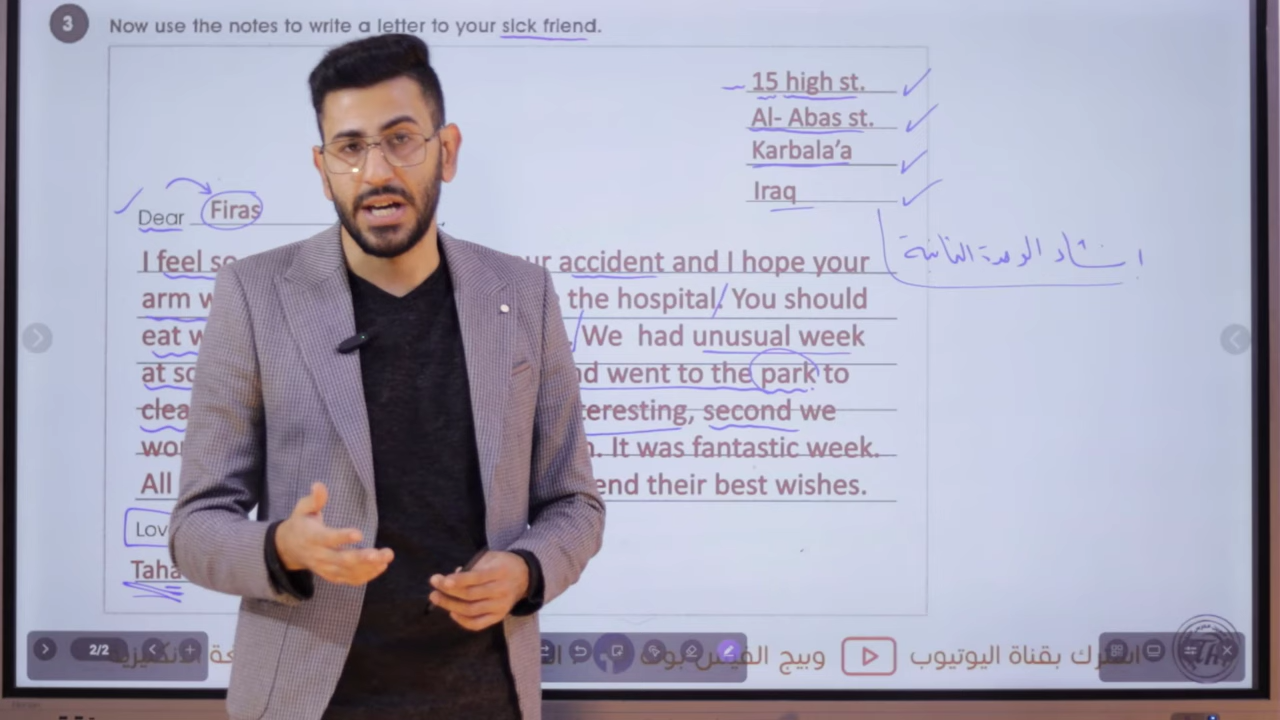 3 Now use the notes to write a letter to your sick friend.
15 high st.
Al- Abas st.
Karbala'a
Iraq
Dear Firas
I feel so ur accident and I hope your
arm w the hospital. You should
eat w We had unusual week
at sc nd went to the park to
clea teresting, second we
wor . It was fantastic week.
All end their best wishes.
Lov
Taha
انشاء الوحدة الثانية
2/2
اشترك بقناة اليوتيوب وبيج الفيس بوك